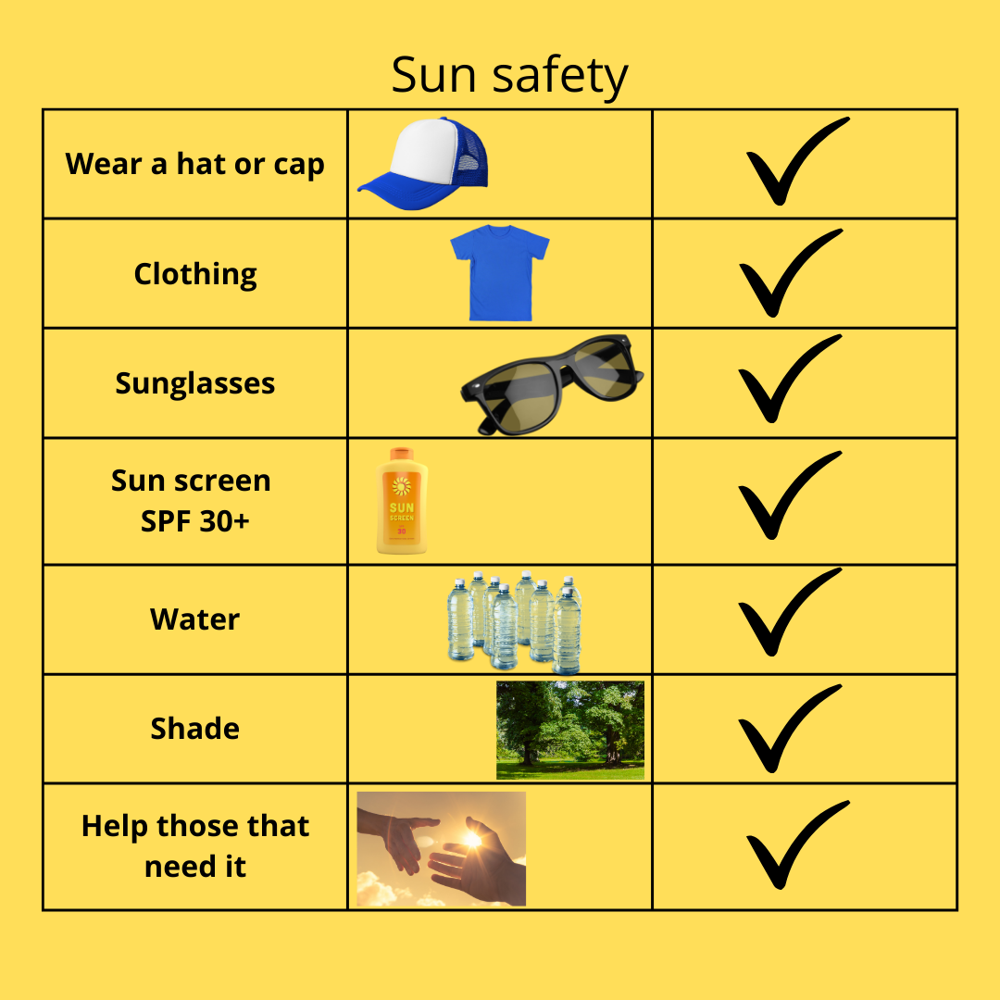 Sun safety
Wear a hat or cap
Clothing
Sunglasses
Sun screen
SPF 30+
SUN
SCREEN
30
Water
Shade
Help those that
need it